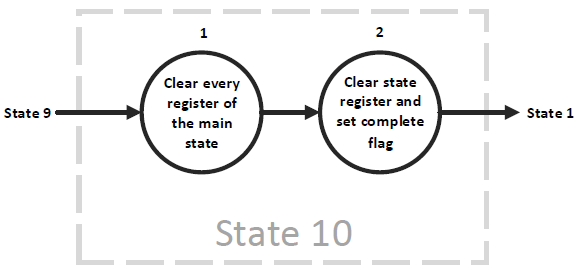 1
2
Clear every
register of
the main
state
Clear state
register and
set complete
flag
State 9
State 1
State 10